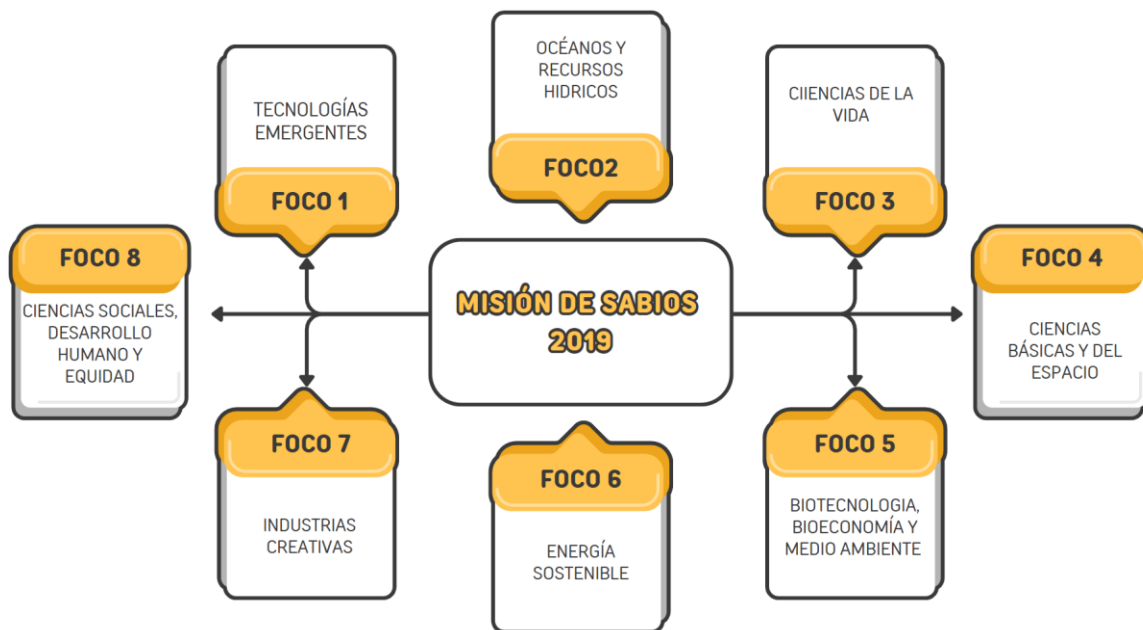 TECNOLOGÍAS
EMERGENTES
FOCO 1
OCÉANOS Y
RECURSOS
HIDRICOS
FOCO2
CIIENCIAS DE LA
VIDA
FOCO 3
FOCO 8
CIENCIAS SOCIALES,
DESARROLLO
HUMANO Y
EQUIDAD
MISIÓN DE SABIOS
2019
FOCO 4
CIENCIAS
BÁSICAS Y DEL
ESPACIO
FOCO 7
INDUSTRIAS
CREATIVAS
FOCO 6
ENERGÍA
SOSTENIBLE
FOCO 5
BIOTECNOLOGIA,
BIOECONOMÍA Y
MEDIO AMBIENTE